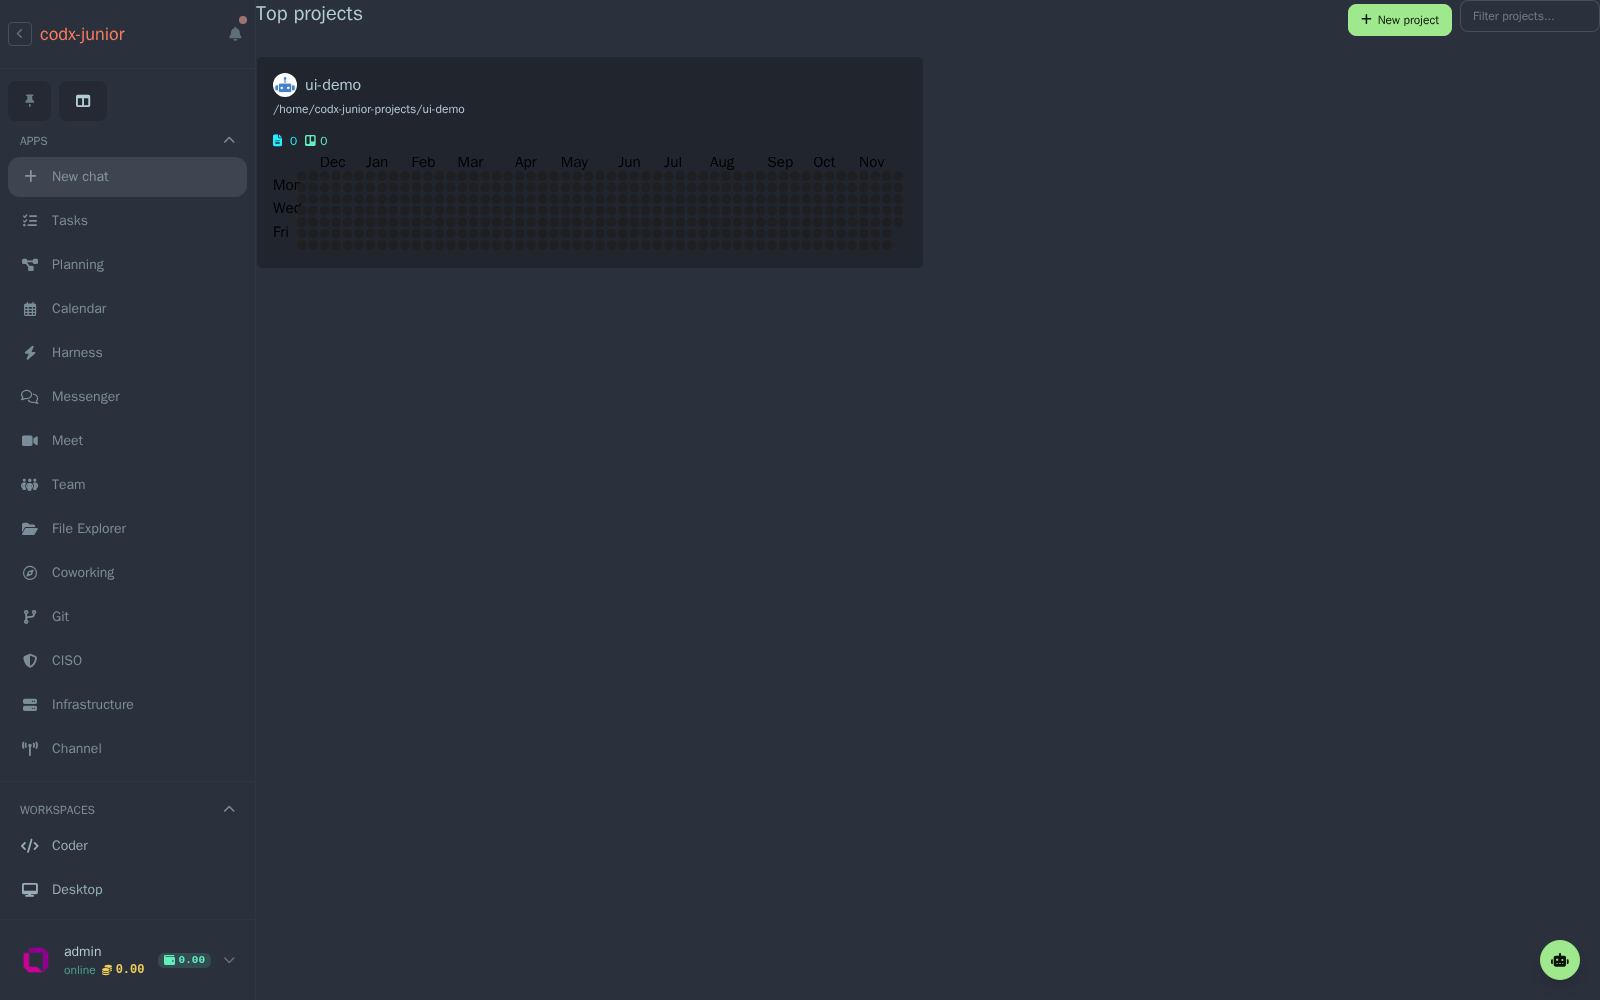 codx-junior
APPS
New chat
Tasks
Planning
Calendar
Harness
Messenger
Meet
Team
File Explorer
Coworking
Git
CISO
Infrastructure
Channel
WORKSPACES
Coder
Desktop
admin
online 0.00 0.00
Top projects
New project
Filter projects...
ui-demo
/home/codx-junior-projects/ui-demo
0 0
Dec Jan Feb Mar Apr May Jun Jul Aug Sep Oct Nov
Mon
Wed
Fri